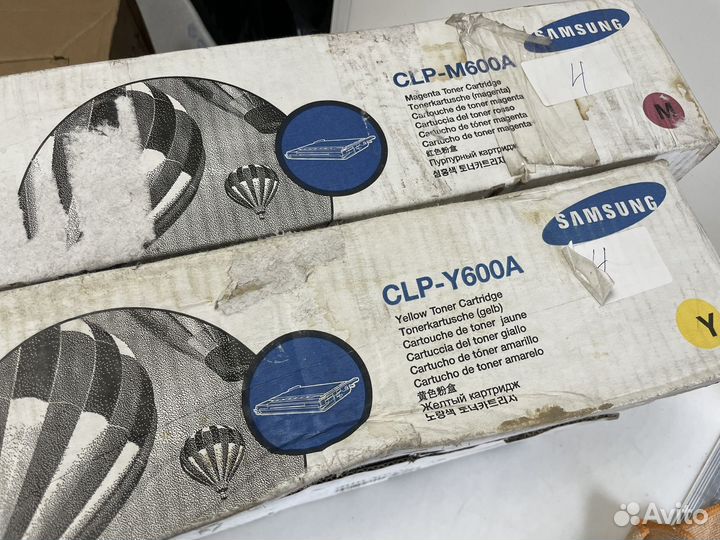 SAMSUNG
CLP-M600A
4
Magenta Toner Cartridge
Tonerkartusche (magenta)
Cartouche de toner magenta
Cartuccia del toner rosso
Cartucho de tóner magenta
Cartucho de toner magenta
紅色粉盒
Пурпурный картридж
심홍색 토너카트리지
M
SAMSUNG
CLP-Y600A
4
Yellow Toner Cartridge
Tonerkartusche (gelb)
Cartouche de toner jaune
Cartuccia del toner giallo
Cartucho de tóner amarillo
Cartucho de toner amarelo
黃色粉盒
Желтый картридж
노랑색 토너카트리지
Y
Avito